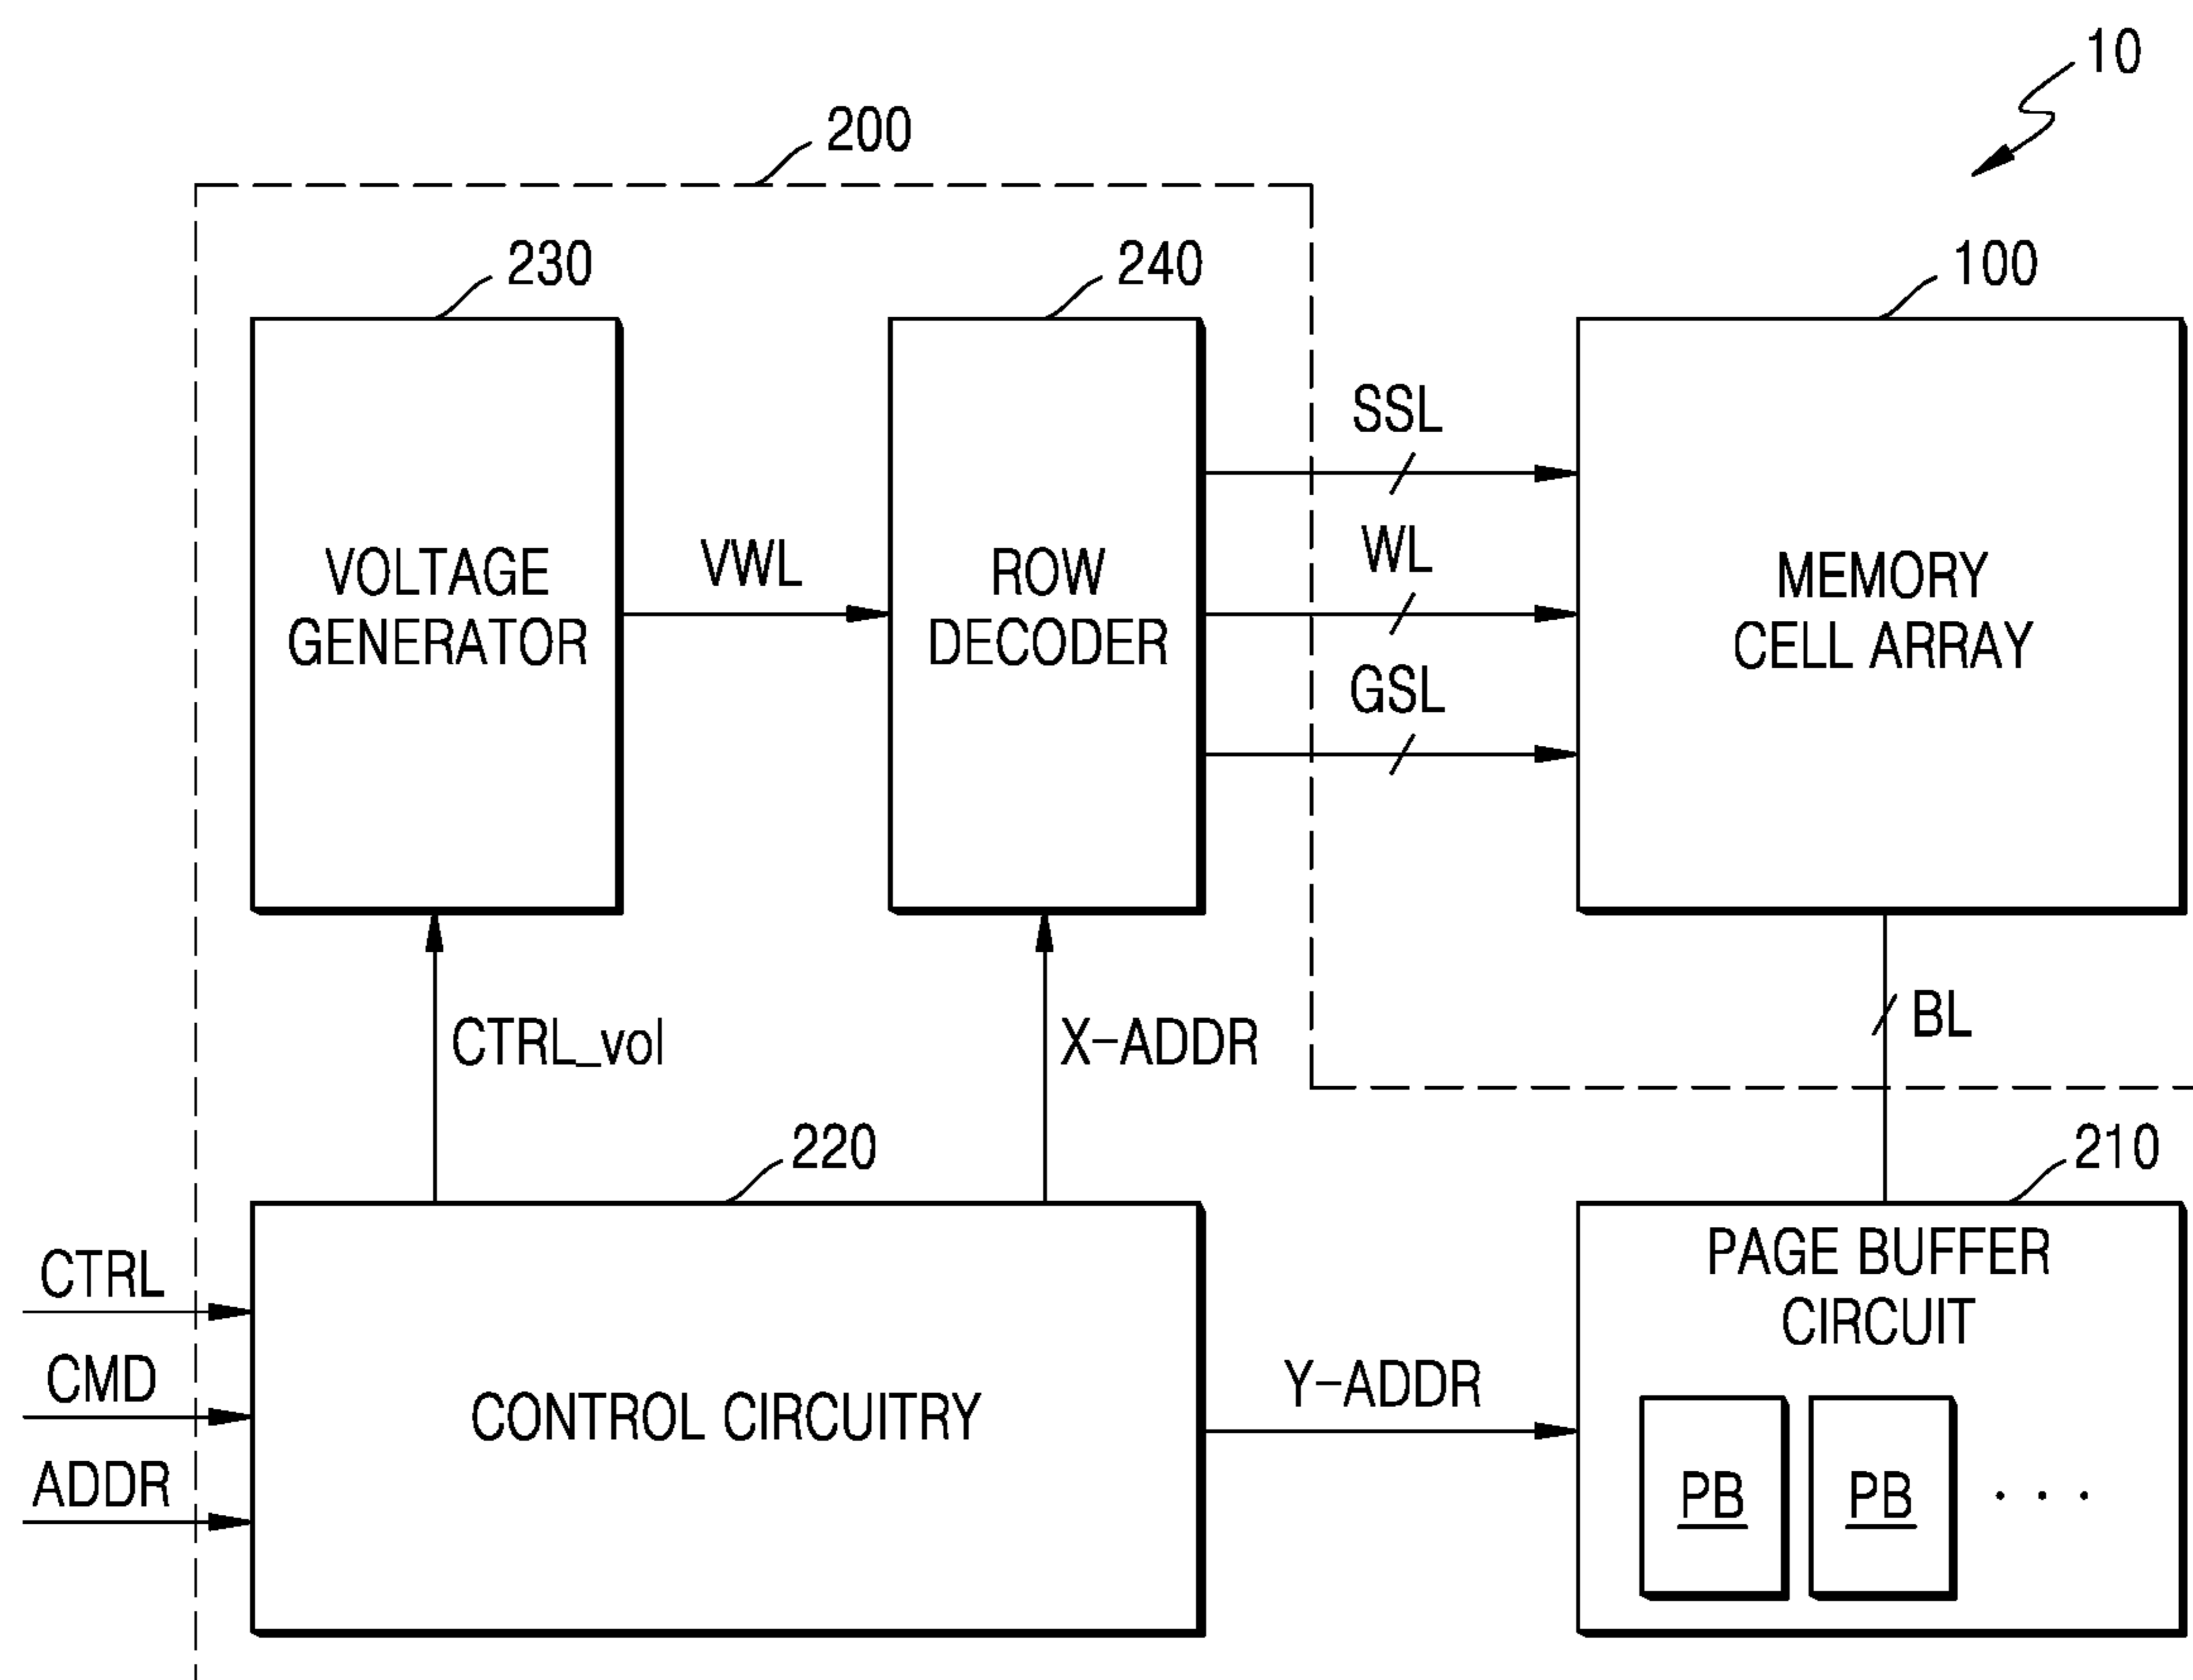 10
200
230
240
100
SSL
VOLTAGE
GENERATOR
VWL
ROW
DECODER
WL
GSL
MEMORY
CELL ARRAY
CTRL_vol
X-ADDR
BL
220
210
CTRL
CMD
ADDR
CONTROL CIRCUITRY
Y-ADDR
PAGE BUFFER
CIRCUIT
PB
PB
. . .